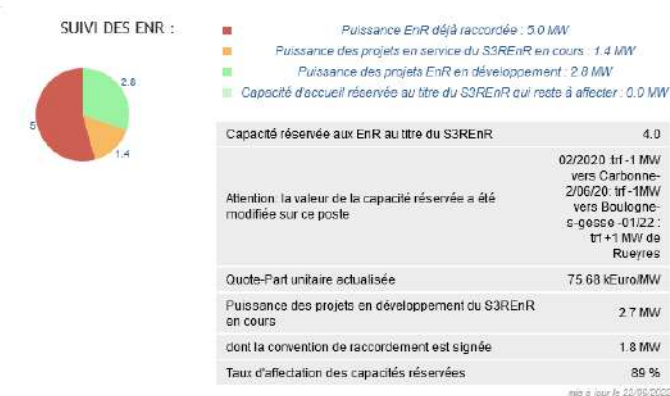 SUIVI DES ENR :
Puissance EnR déjà raccordée : 5.0 MW
Puissance des projets en service du S3REnR en cours : 1.4 MW
Puissance des projets EnR en développement : 2.8 MW
Capacité d'accueil réservée au titre du S3REnR qui reste à affecter : 0.0 MW
2.8
5
1.4
Capacité réservée aux EnR au titre du S3REnR 4.0
Attention: la valeur de la capacité réservée a été
modifiée sur ce poste
02/2020 :trf -1 MW
vers Carbonne-
2/06/20: trf -1MW
vers Boulogne-
s-gesse -01/22 :
trf +1 MW de
Rueyres
Quote-Part unitaire actualisée 75.68 kEuro/MW
Puissance des projets en développement du S3REnR
en cours 2.7 MW
dont la convention de raccordement est signée 1.8 MW
Taux d'affectation des capacités réservées 89 %
mis à jour le